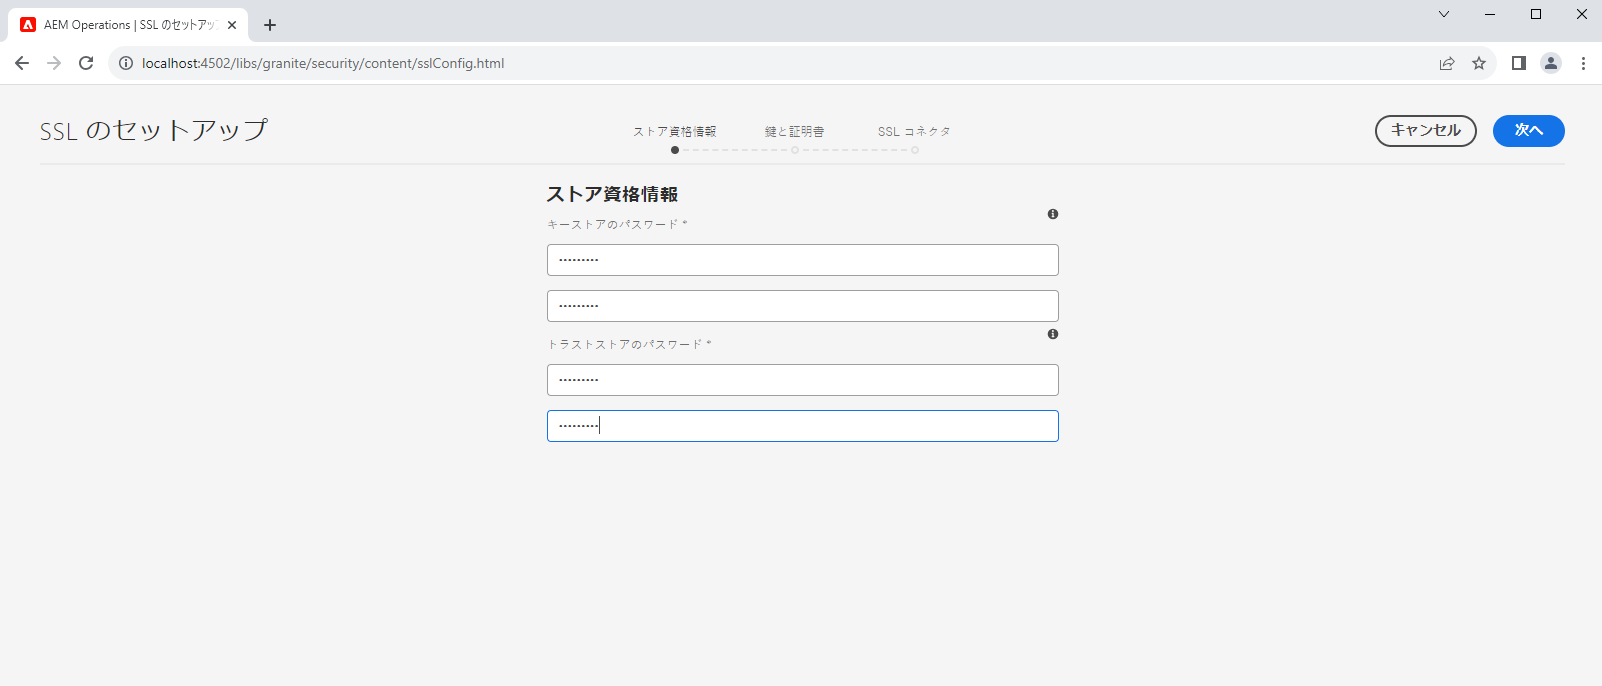 AEM Operations | SSL のセットアップ
localhost:4502/libs/granite/security/content/sslConfig.html
SSL のセットアップ
ストア資格情報
鍵と証明書
SSL コネクタ
キャンセル
次へ
ストア資格情報
キーストアのパスワード *
•••••••••
•••••••••
トラストストアのパスワード *
•••••••••
•••••••••